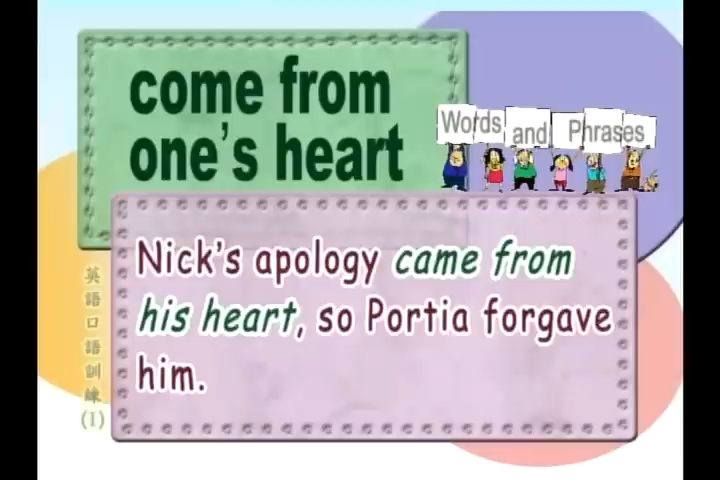 come from
one's heart
Words and Phrases
Nick's apology came from
his heart, so Portia forgave
him.
英語口語訓練(I)